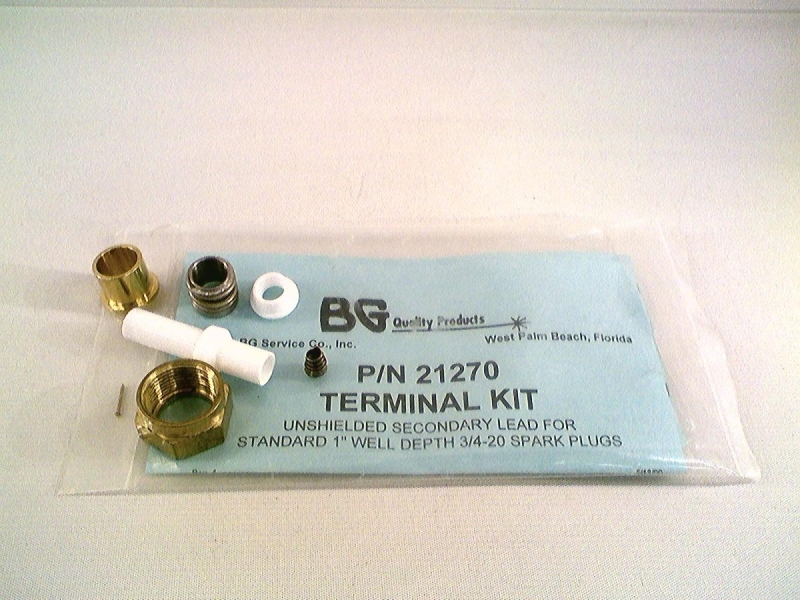 BG Quality Products
BG Service Co., Inc. West Palm Beach, Florida
P/N 21270
TERMINAL KIT
UNSHIELDED SECONDARY LEAD FOR
STANDARD 1" WELL DEPTH 3/4-20 SPARK PLUGS